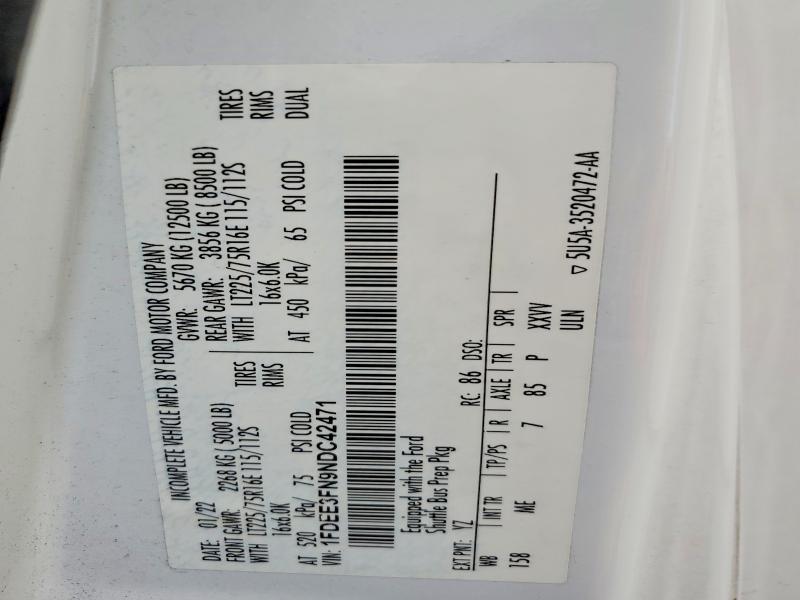 INCOMPLETE VEHICLE MFD. BY FORD MOTOR COMPANY
DATE: 01/22 GVWR: 5670 KG (12500 LB)
FRONT GAWR: 2268 KG ( 5000 LB) REAR GAWR: 3856 KG ( 8500 LB)
WITH LT225/75R16E 115/112S TIRES WITH LT225/75R16E 115/112S TIRES
16x6.0K RIMS 16x6.0K RIMS
AT 520 kPa/ 75 PSI COLD AT 450 kPa/ 65 PSI COLD DUAL
VIN: 1FDEE3FN9NDC42471
Equipped with the Ford
Shuttle Bus Prep Pkg
EXT PNT: YZ RC: 86 DSO:
WB | INT TR | TP/PS | R | AXLE | TR | SPR |
158 ME 7 85 P XXVV
ULN
▽ 5U5A-3520472-AA